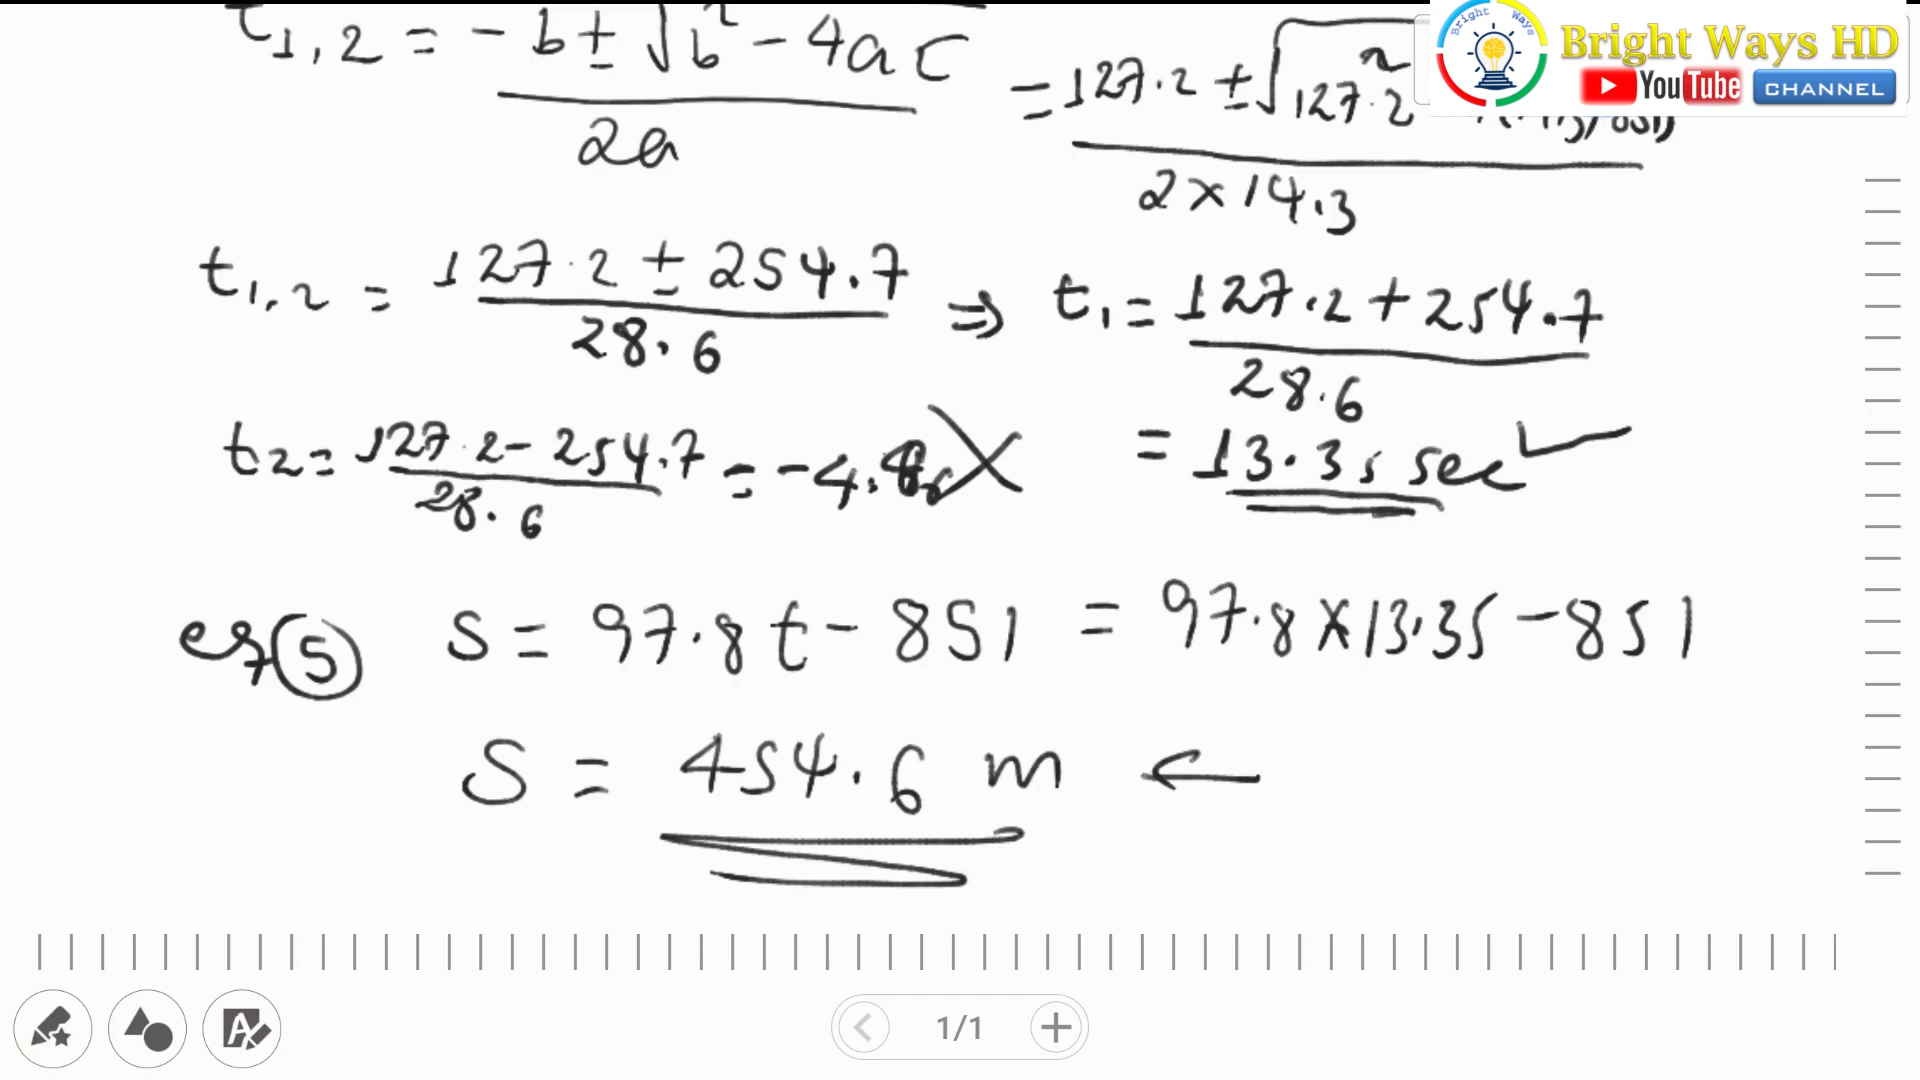 t1,2 = -b ± √b² - 4ac / 2a = 127.2 ± √127.2² 851) / 2 × 14.3
Bright Ways
Bright Ways HD
YouTube CHANNEL
t1,2 = 127.2 ± 254.7 / 28.6 ⇒ t1 = 127.2 + 254.7 / 28.6
t2 = 127.2 - 254.7 / 28.6 = -4.46 X = 13.35 sec ✓
eq 5 S = 97.8 t - 851 = 97.8 × 13.35 - 851
S = 454.6 m ←
1/1
A